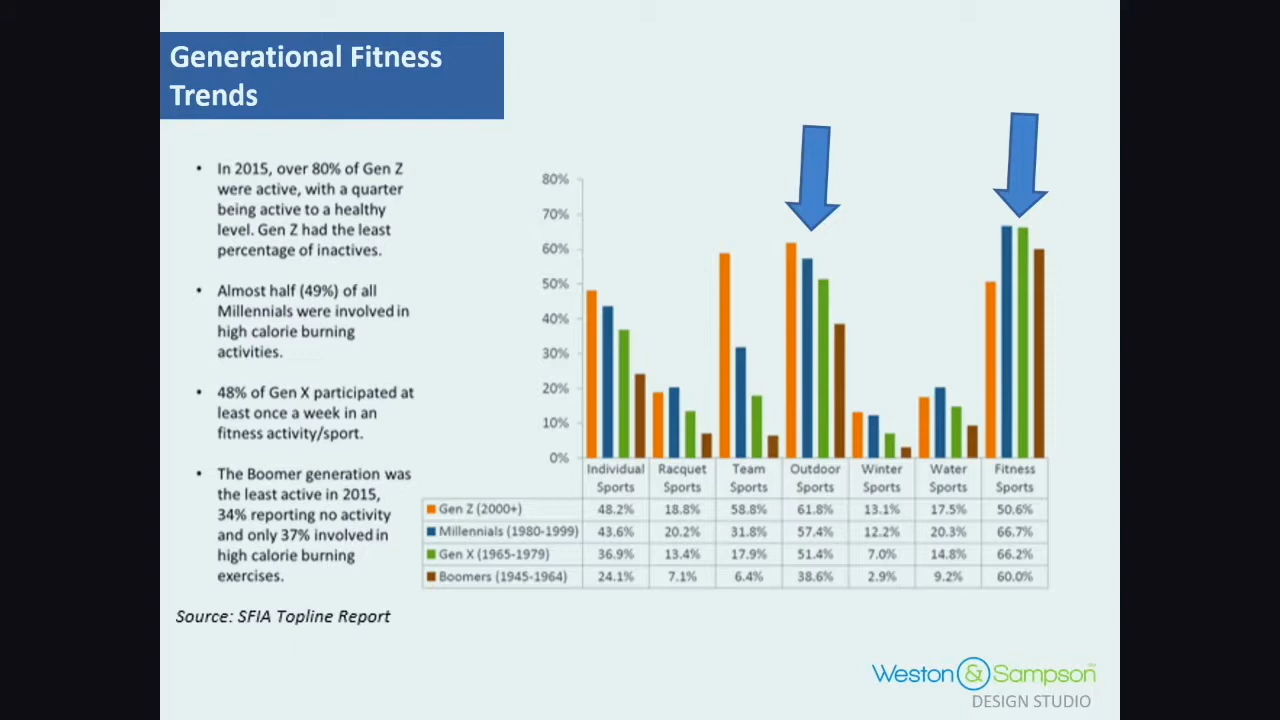 Generational Fitness
Trends
• In 2015, over 80% of Gen Z
were active, with a quarter
being active to a healthy
level. Gen Z had the least
percentage of inactives.
• Almost half (49%) of all
Millennials were involved in
high calorie burning
activities.
• 48% of Gen X participated at
least once a week in an
fitness activity/sport.
• The Boomer generation was
the least active in 2015,
34% reporting no activity
and only 37% involved in
high calorie burning
exercises.
Source: SFIA Topline Report
80%
70%
60%
50%
40%
30%
20%
10%
0%
Individual Sports Racquet Sports Team Sports Outdoor Sports Winter Sports Water Sports Fitness Sports
Gen Z (2000+) 48.2% 18.8% 58.8% 61.8% 13.1% 17.5% 50.6%
Millennials (1980-1999) 43.6% 20.2% 31.8% 57.4% 12.2% 20.3% 66.7%
Gen X (1965-1979) 36.9% 13.4% 17.9% 51.4% 7.0% 14.8% 66.2%
Boomers (1945-1964) 24.1% 7.1% 6.4% 38.6% 2.9% 9.2% 60.0%
Weston & Sampson
DESIGN STUDIO